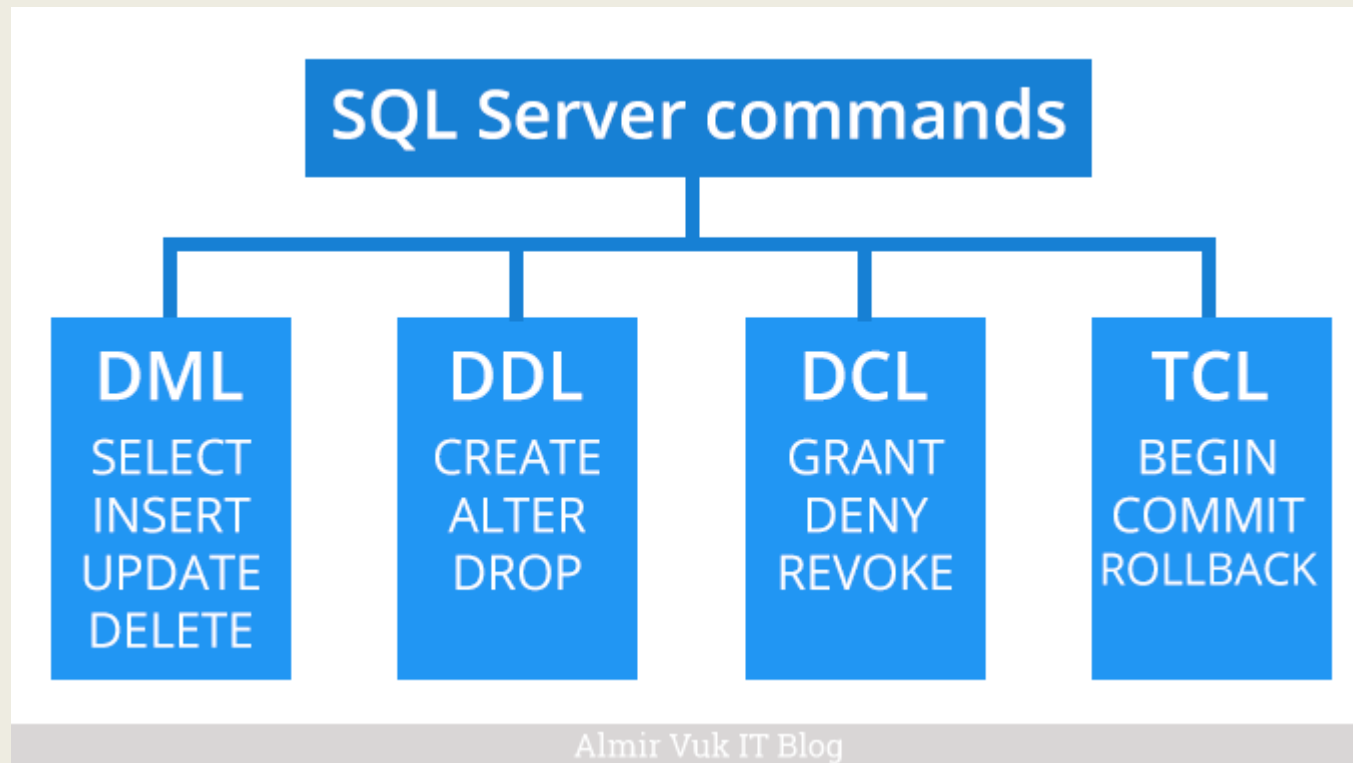 SQL Server commands
DML
SELECT
INSERT
UPDATE
DELETE
DDL
CREATE
ALTER
DROP
DCL
GRANT
DENY
REVOKE
TCL
BEGIN
COMMIT
ROLLBACK
Almir Vuk IT Blog